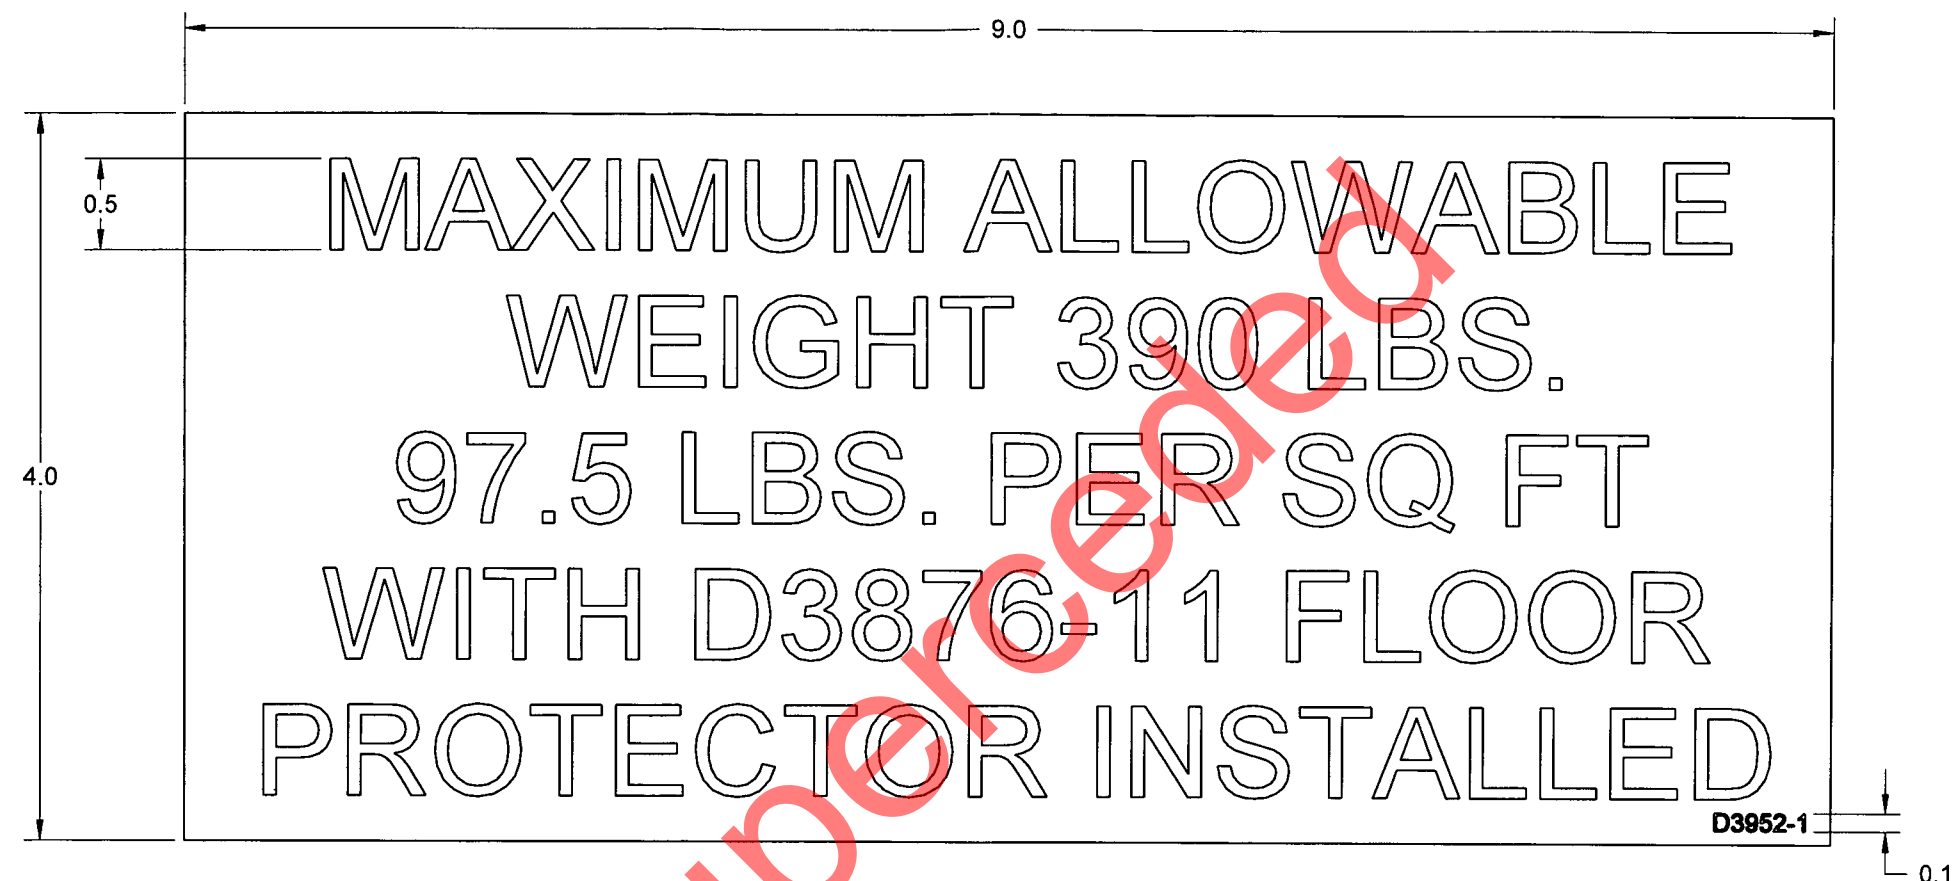 9.0
MAXIMUM ALLOWABLE
0.5
WEIGHT 390 LBS.
97.5 LBS. PER SQ FT
4.0
WITH D3876-11 FLOOR
PROTECTOR INSTALLED
D3952-1
0.1
perceded